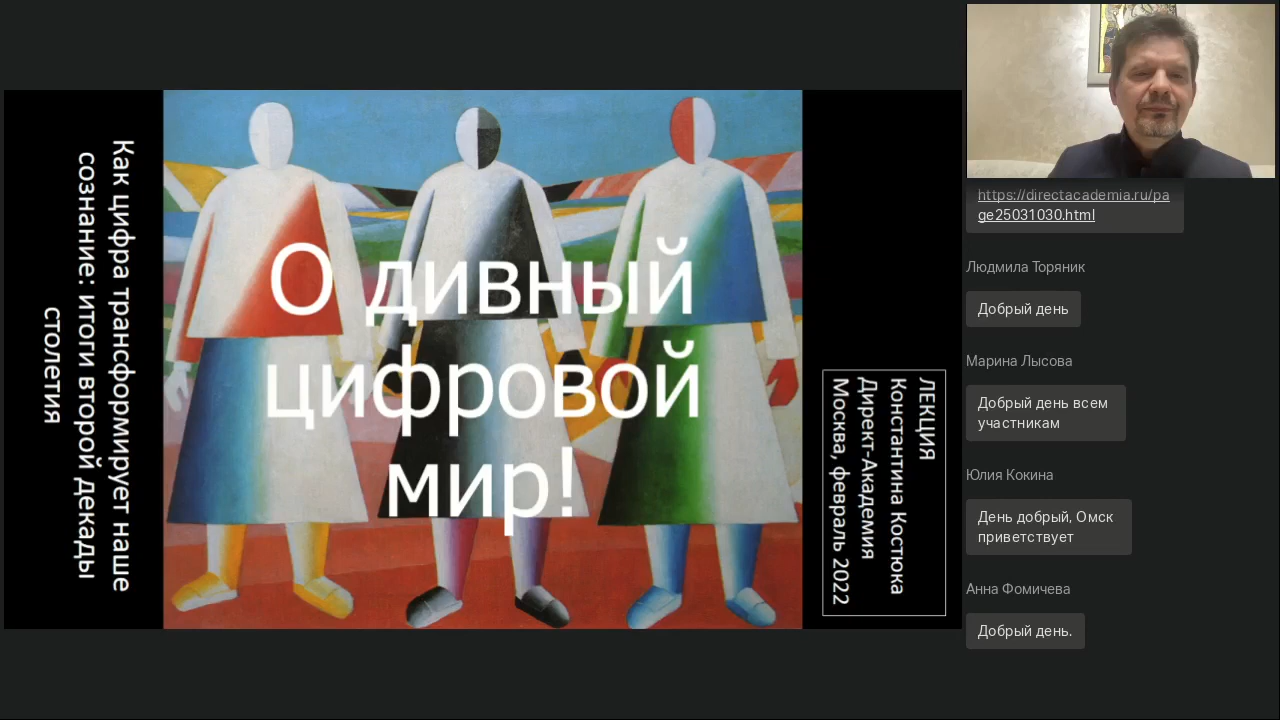 Как цифра трансформирует наше
сознание: итоги второй декады
столетия
О дивный
цифровой
мир!
ЛЕКЦИЯ
Константина Костюка
Директ-Академия
Москва, февраль 2022
https://directacademia.ru/pa
ge25031030.html
Людмила Торяник
Добрый день
Марина Лысова
Добрый день всем
участникам
Юлия Кокина
День добрый, Омск
приветствует
Анна Фомичева
Добрый день.